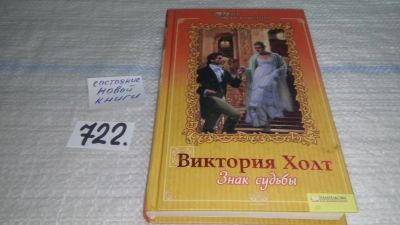 состояние
новой
книги
722.
Виктория Холт
Знак судьбы